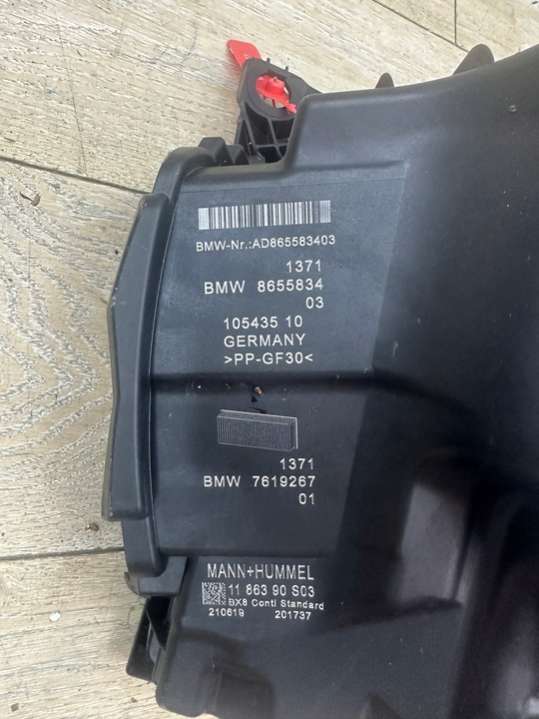 BMW-Nr.:AD865583403
1371
BMW 8655834
03
105435 10
GERMANY
>PP-GF30<
1371
BMW 7619267
01
MANN+HUMMEL
11 863 90 S03
BX8 Conti Standard
210619 201737